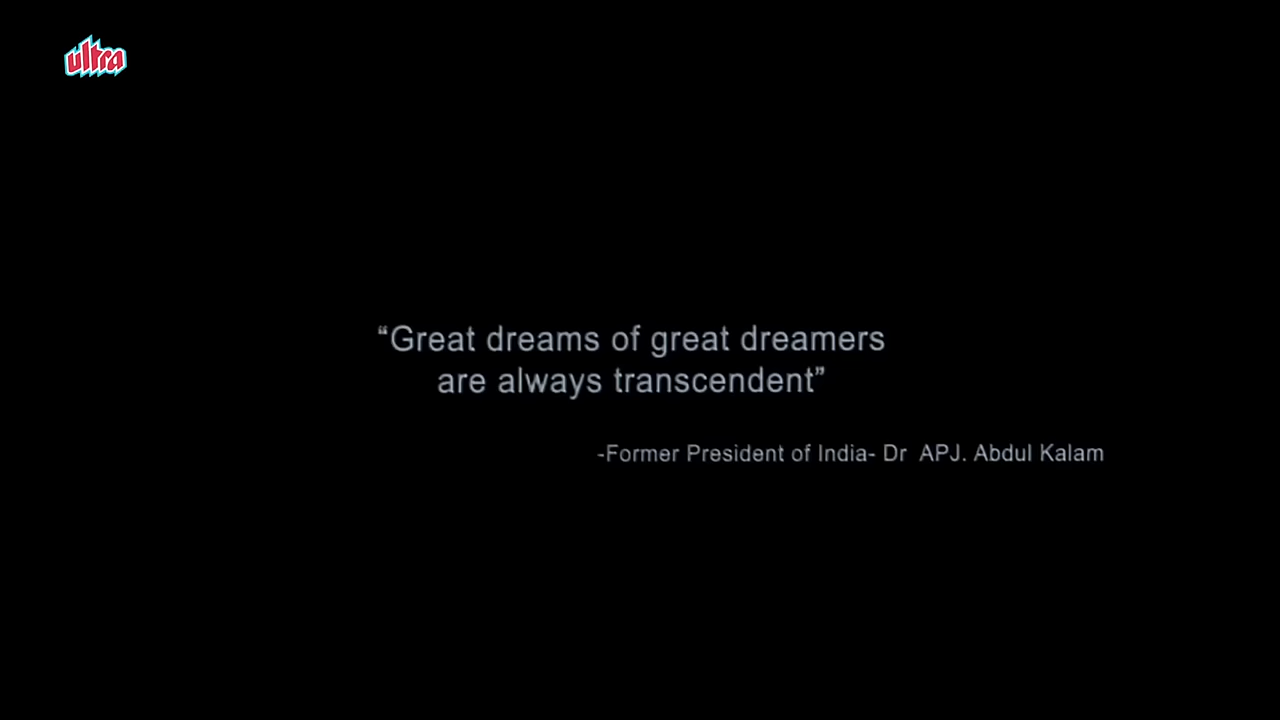 ultra
“Great dreams of great dreamers
are always transcendent”
-Former President of India- Dr  APJ. Abdul Kalam